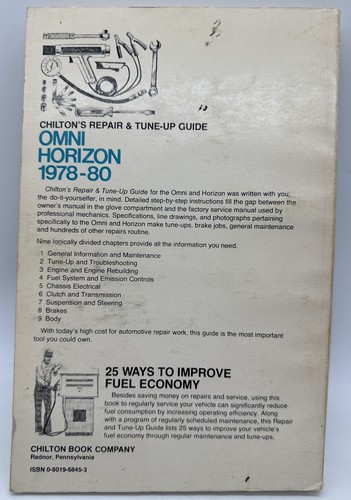 CHILTON'S REPAIR & TUNE-UP GUIDE
OMNI
HORIZON
1978-80
Chilton's Repair & Tune-Up Guide for the Omni and Horizon was written with you,
the do-it-yourselfer, in mind. Detailed step-by-step instructions fill the gap between the
owner's manual in the glove compartment and the factory service manual used by
professional mechanics. Specifications, line drawings, and photographs pertaining
specifically to the Omni and Horizon make tune-ups, brake jobs, general maintenance
and hundreds of other repairs routine.
Nine logically divided chapters provide all the information you need.
1 General Information and Maintenance
2 Tune-Up and Troubleshooting
3 Engine and Engine Rebuilding
4 Fuel System and Emission Controls
5 Chassis Electrical
6 Clutch and Transmission
7 Suspension and Steering
8 Brakes
9 Body
With today's high cost for automotive repair work, this guide is the most important
tool you could own.
25 WAYS TO IMPROVE
FUEL ECONOMY
Besides saving money on repairs and service, using this
book to regularly service your vehicle can significantly reduce
fuel consumption by increasing operating efficiency. Along
with a program of regularly scheduled maintenance, this Repair
and Tune-Up Guide lists 25 ways to improve your vehicle's
fuel economy through regular maintenance and tune-ups.
CHILTON BOOK COMPANY
Radnor, Pennsylvania
ISBN 0-8019-6845-3